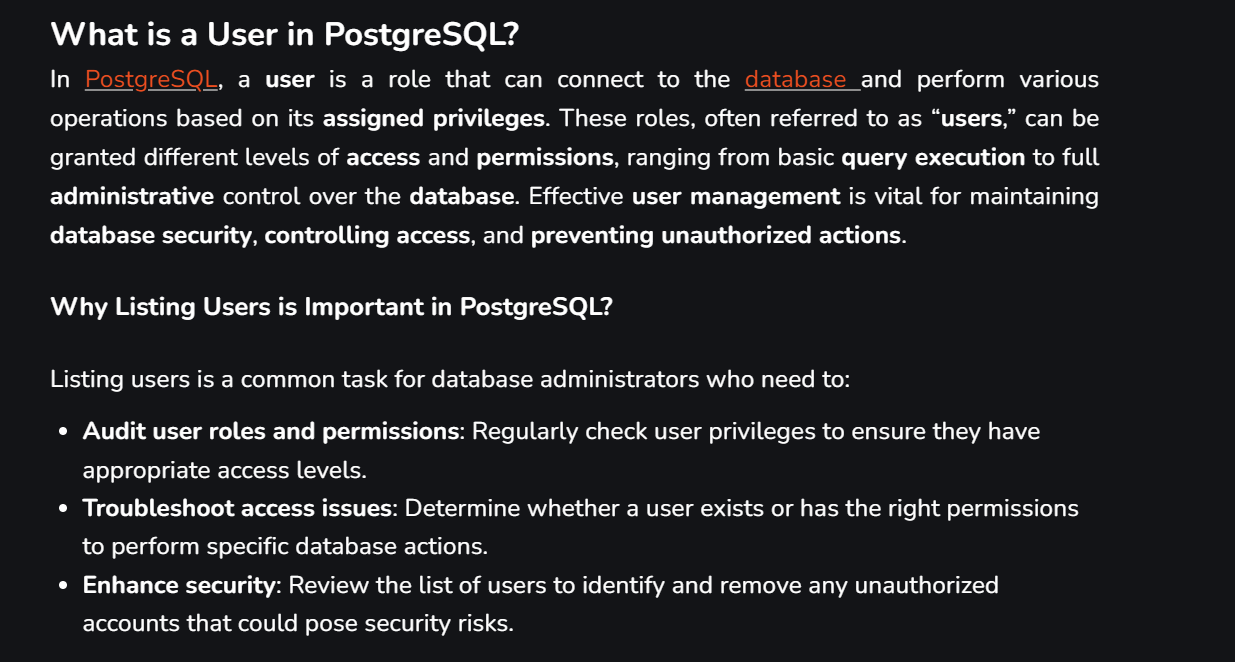 What is a User in PostgreSQL?
In PostgreSQL, a user is a role that can connect to the database and perform various
operations based on its assigned privileges. These roles, often referred to as “users,” can be
granted different levels of access and permissions, ranging from basic query execution to full
administrative control over the database. Effective user management is vital for maintaining
database security, controlling access, and preventing unauthorized actions.
Why Listing Users is Important in PostgreSQL?
Listing users is a common task for database administrators who need to:
• Audit user roles and permissions: Regularly check user privileges to ensure they have
appropriate access levels.
• Troubleshoot access issues: Determine whether a user exists or has the right permissions
to perform specific database actions.
• Enhance security: Review the list of users to identify and remove any unauthorized
accounts that could pose security risks.